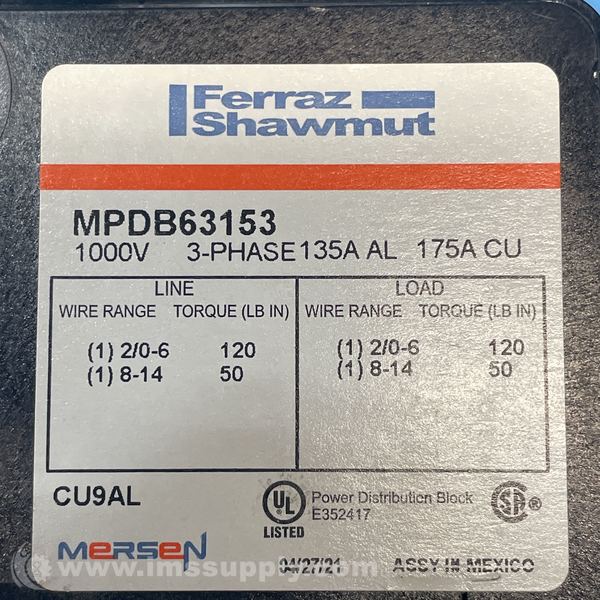 Ferraz
Shawmut
MPDB63153
1000V 3-PHASE 135A AL 175A CU
LINE LOAD
WIRE RANGE TORQUE (LB IN) WIRE RANGE TORQUE (LB IN)
(1) 2/0-6 120 (1) 2/0-6 120
(1) 8-14 50 (1) 8-14 50
CU9AL
UL
LISTED
Power Distribution Block
E352417
SA ®
MERSEN
04/27/21 ASSY IN MEXICO
© www.imssupply.com